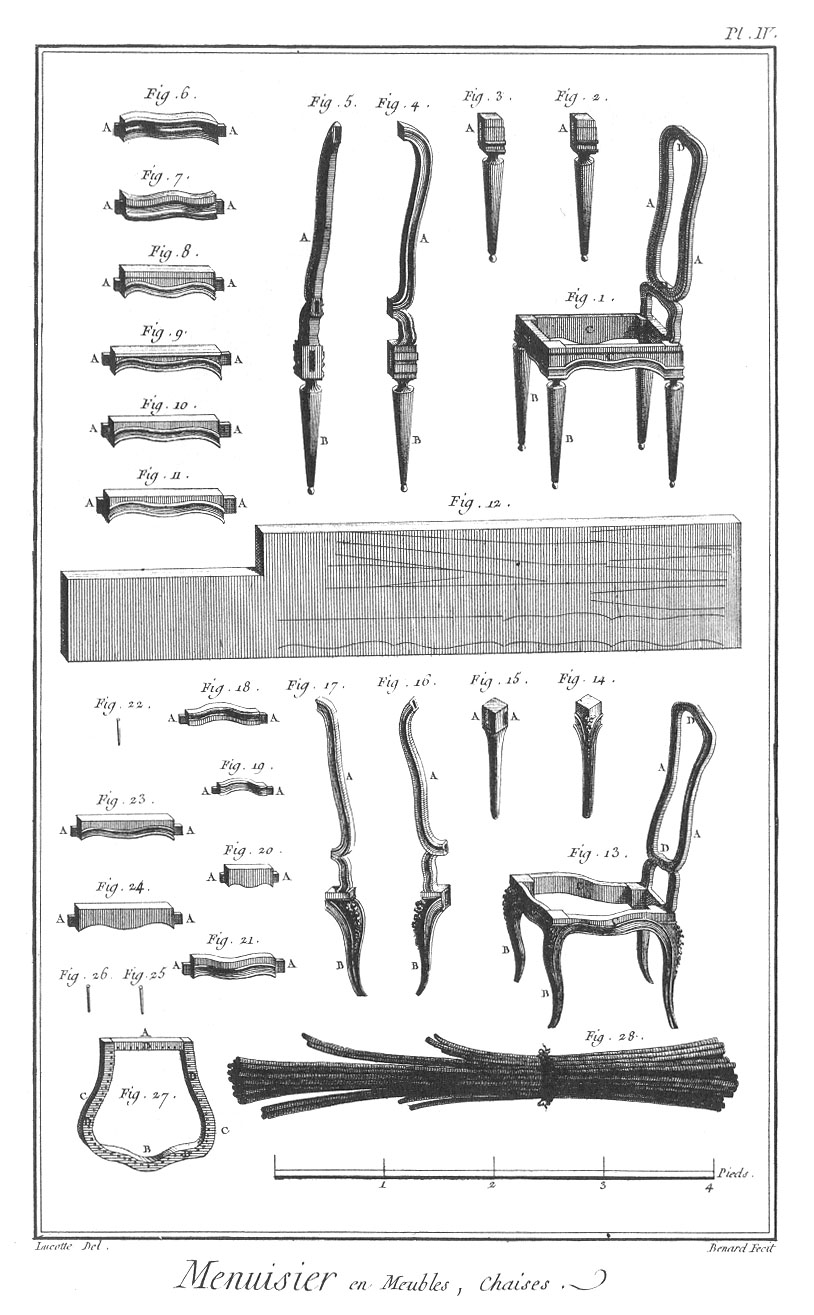 Pl. IV.
Fig. 6.
A A
Fig. 7.
A A
Fig. 8.
A A
Fig. 9.
A A
Fig. 10.
A A
Fig. 11.
A A
Fig. 5.
A
B
Fig. 4.
A
B
Fig. 3.
A
Fig. 2.
A
Fig. 1.
D
A
A
C
B
B
Fig. 12.
Fig. 22.
Fig. 18.
A A
Fig. 19.
A A
Fig. 23.
A A
Fig. 20.
A A
Fig. 24.
A A
Fig. 21.
A A
Fig. 17.
A
B
Fig. 16.
A
B
Fig. 15.
A A
Fig. 14.
Fig. 13.
D
A
A
D
C
B
B
Fig. 26.
Fig. 25
A
Fig. 27.
C
C
B
D
Fig. 28.
Pieds.
1 2 3 4
Lucotte Del.
Benard Fecit
Menuisier en Meubles, Chaises.